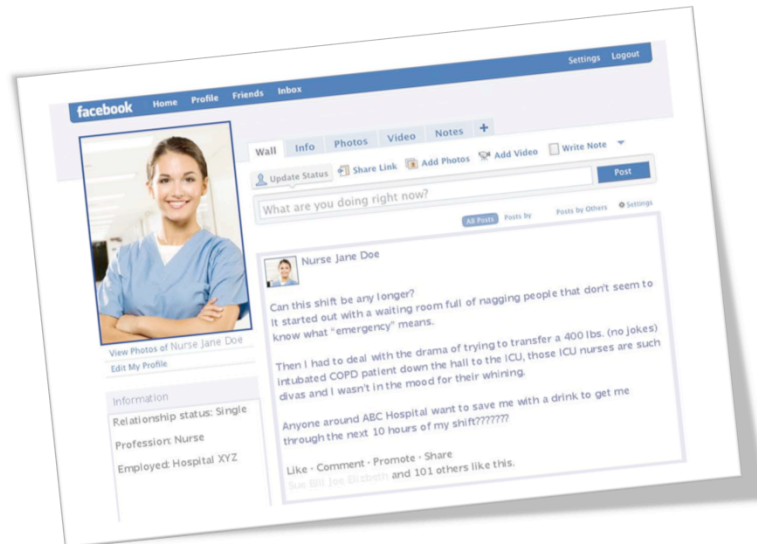 facebook Home Profile Friends Inbox
Settings Logout
Wall Info Photos Video Notes +
Update Status Share Link Add Photos Add Video Write Note
What are you doing right now?
Post
All Posts Posts by Posts by Others Settings
View Photos of Nurse Jane Doe
Edit My Profile
Information
Relationship status: Single
Profession: Nurse
Employed: Hospital XYZ
Nurse Jane Doe
Can this shift be any longer?
It started out with a waiting room full of nagging people that don't seem to
know what "emergency" means.
Then I had to deal with the drama of trying to transfer a 400 lbs. (no jokes)
intubated COPD patient down the hall to the ICU, those ICU nurses are such
divas and I wasn't in the mood for their whining.
Anyone around ABC Hospital want to save me with a drink to get me
through the next 10 hours of my shift???????
Like - Comment - Promote - Share
Sue Bill Joe Elizbeth and 101 others like this.